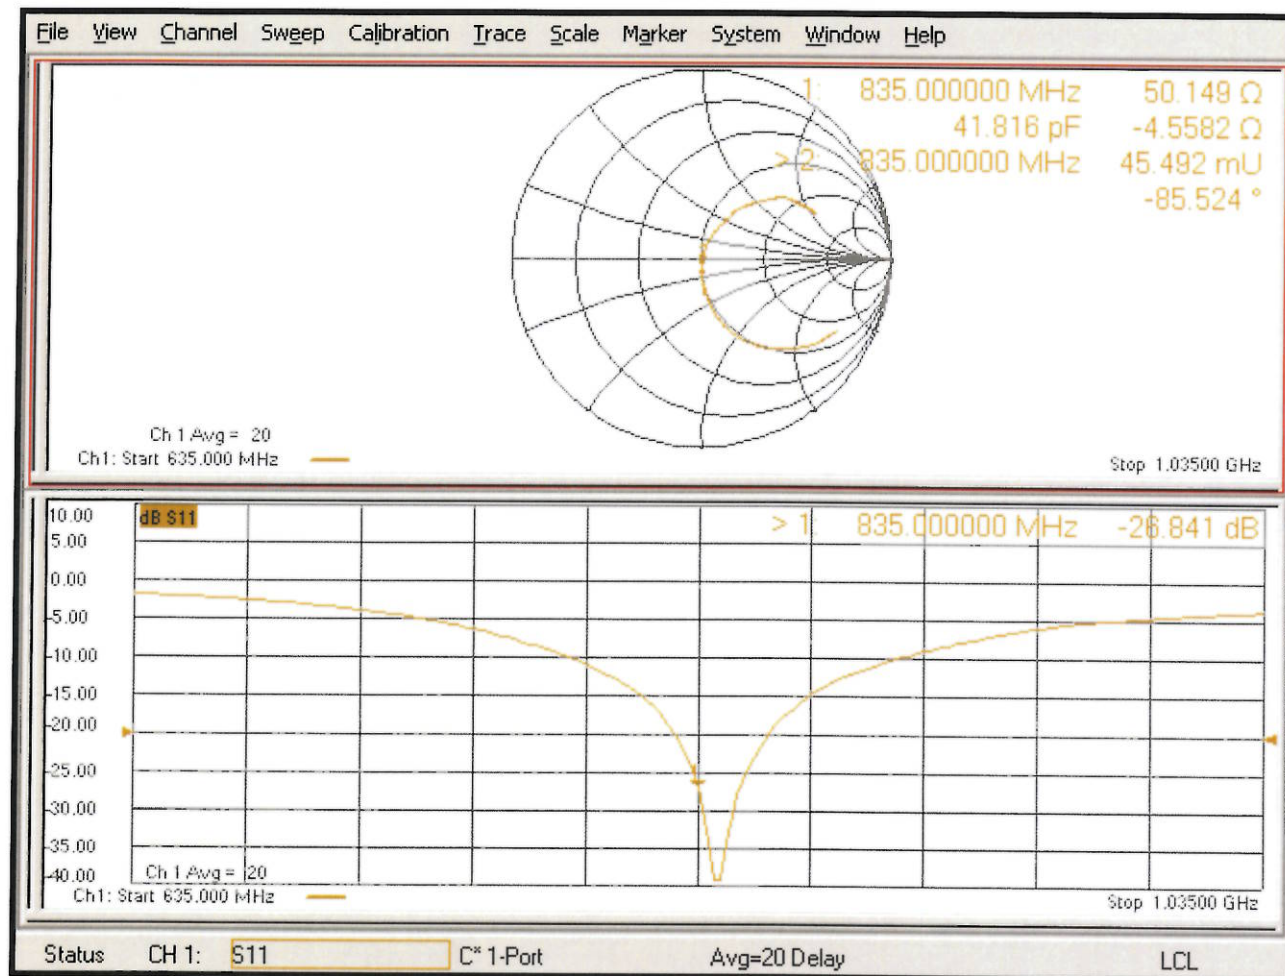 File View Channel Sweep Calibration Trace Scale Marker System Window Help
1: 835.000000 MHz 50.149 Ω
41.816 pF -4.5582 Ω
> 2: 835.000000 MHz 45.492 mU
-85.524 °
Ch 1 Avg = 20
Ch1: Start 635.000 MHz
Stop 1.03500 GHz
10.00
dB S11
> 1: 835.000000 MHz -26.841 dB
5.00
0.00
-5.00
-10.00
-15.00
-20.00
-25.00
-30.00
-35.00
-40.00
Ch 1 Avg = 20
Ch1: Start 635.000 MHz
Stop 1.03500 GHz
Status CH 1: S11 C* 1-Port Avg=20 Delay LCL